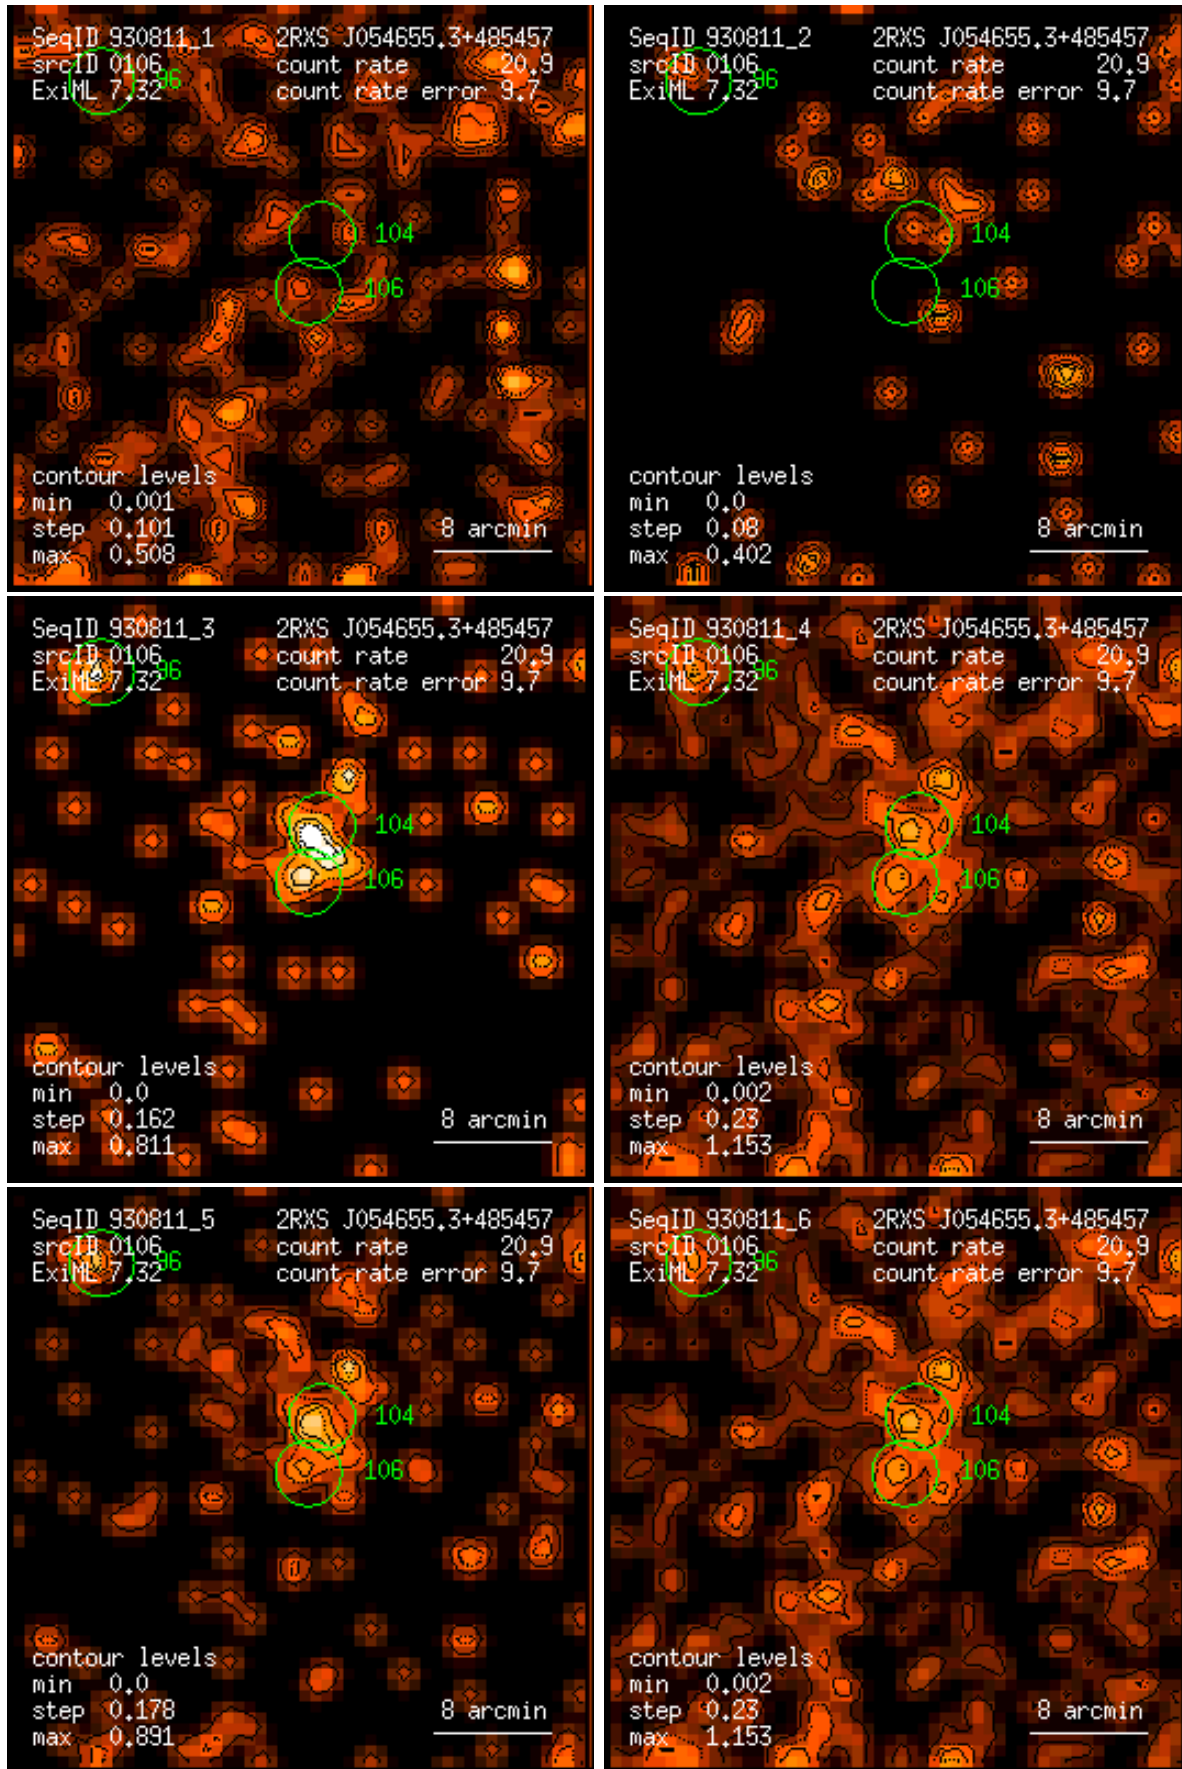 SeqID 930811_1 2RXS J054655.3+485457
srcID 0106 96 count rate 20.9
ExiML 7.32 count rate error 9.7
104
106
contour levels
min 0.001
step 0.101 8 arcmin
max 0.508
SeqID 930811_2 2RXS J054655.3+485457
srcID 0106 96 count rate 20.9
ExiML 7.32 count rate error 9.7
104
106
contour levels
min 0.0
step 0.08 8 arcmin
max 0.402
SeqID 930811_3 2RXS J054655.3+485457
srcID 0106 96 count rate 20.9
ExiML 7.32 count rate error 9.7
104
106
contour levels
min 0.0
step 0.162 8 arcmin
max 0.811
SeqID 930811_4 2RXS J054655.3+485457
srcID 0106 96 count rate 20.9
ExiML 7.32 count rate error 9.7
104
106
contour levels
min 0.002
step 0.23 8 arcmin
max 1.153
SeqID 930811_5 2RXS J054655.3+485457
srcID 0106 96 count rate 20.9
ExiML 7.32 count rate error 9.7
104
106
contour levels
min 0.0
step 0.178 8 arcmin
max 0.891
SeqID 930811_6 2RXS J054655.3+485457
srcID 0106 96 count rate 20.9
ExiML 7.32 count rate error 9.7
104
106
contour levels
min 0.002
step 0.23 8 arcmin
max 1.153